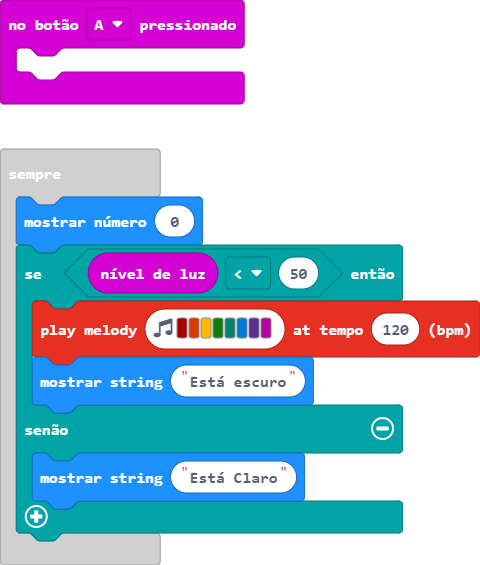 no botão A pressionado
sempre
mostrar número 0
se nível de luz < 50 então
play melody at tempo 120 (bpm)
mostrar string "Está escuro"
senão
mostrar string "Está Claro"